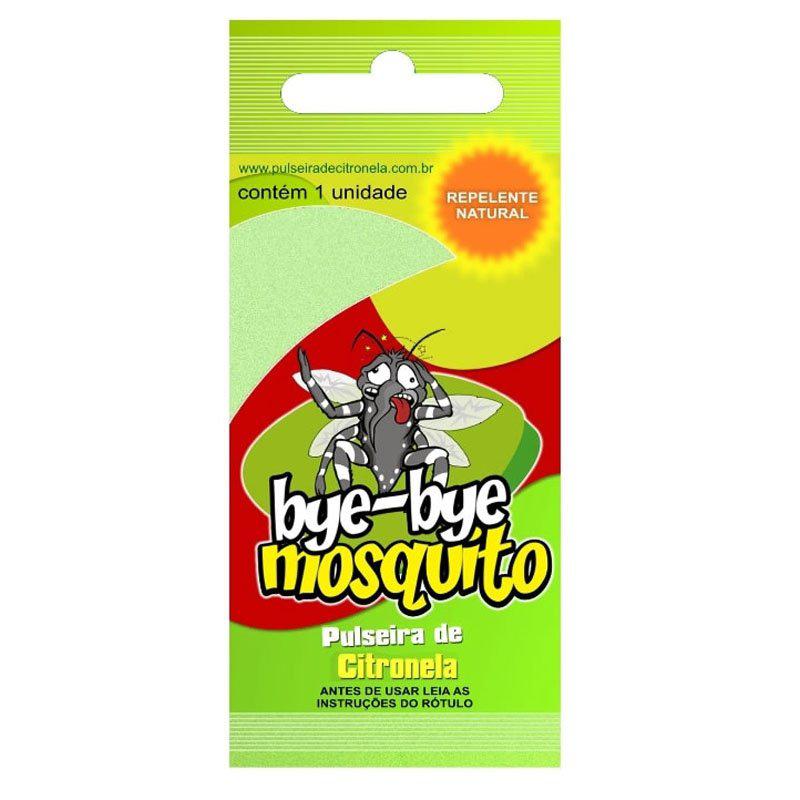 www.pulseiradecitronela.com.br
contém 1 unidade
REPELENTE
NATURAL
bye-bye
mosquito
Pulseira de
Citronela
ANTES DE USAR LEIA AS
INSTRUÇÕES DO RÓTULO